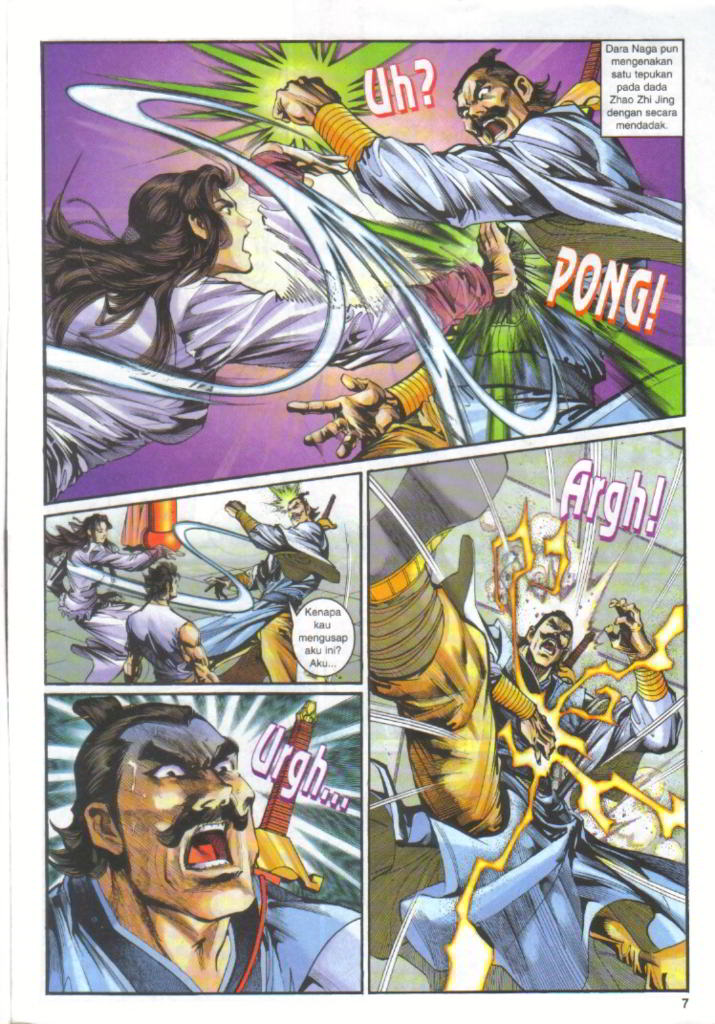 Uh?
Dara Naga pun
mengenakan
satu tepukan
pada dada
Zhao Zhi Jing
dengan secara
mendadak.
PONG!
Kenapa
kau
mengusap
aku ini?
Aku...
Argh!
Urgh...
7